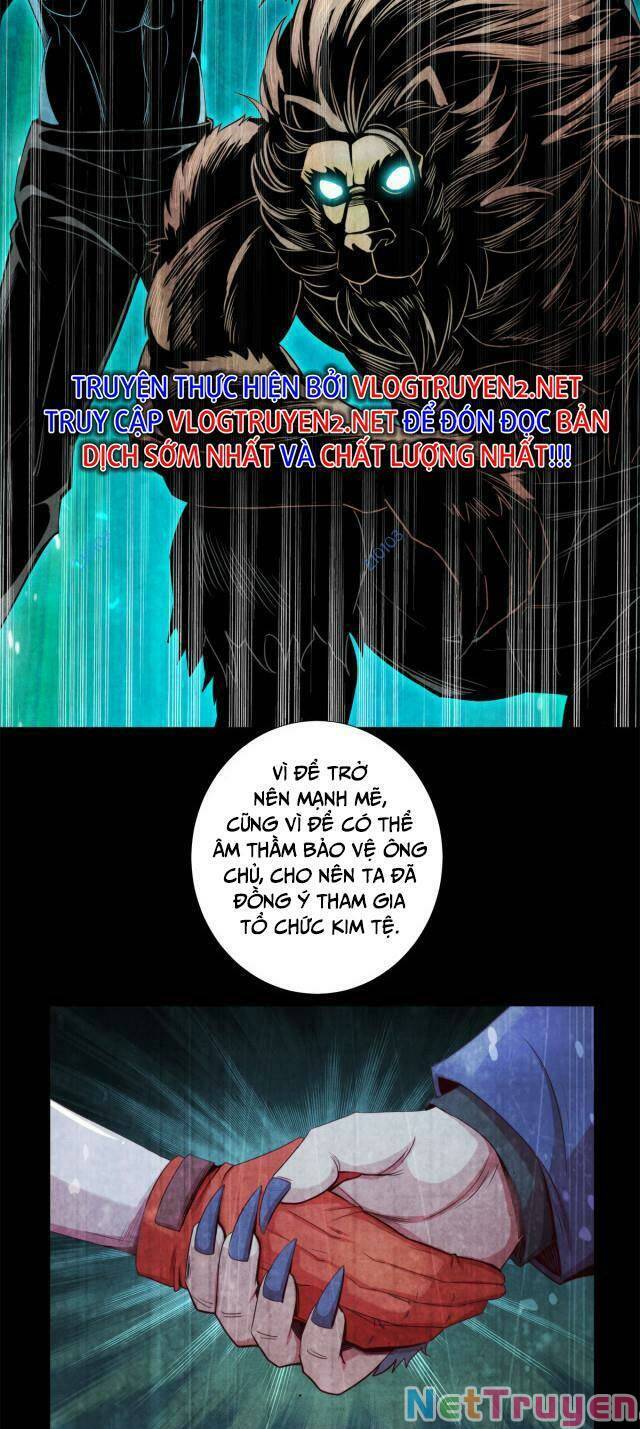 TRUYỆN THỰC HIỆN BỞI VLOGTRUYEN2.NET
TRUY CẬP VLOGTRUYEN2.NET ĐỂ ĐÓN ĐỌC BẢN
DỊCH SỚM NHẤT VÀ CHẤT LƯỢNG NHẤT!!!
VÌ ĐỂ TRỞ
NÊN MẠNH MẼ,
CŨNG VÌ ĐỂ CÓ THỂ
ÂM THẦM BẢO VỆ ÔNG
CHỦ, CHO NÊN TA ĐÃ
ĐỒNG Ý THAM GIA
TỔ CHỨC KIM TỆ.
NetTruyen